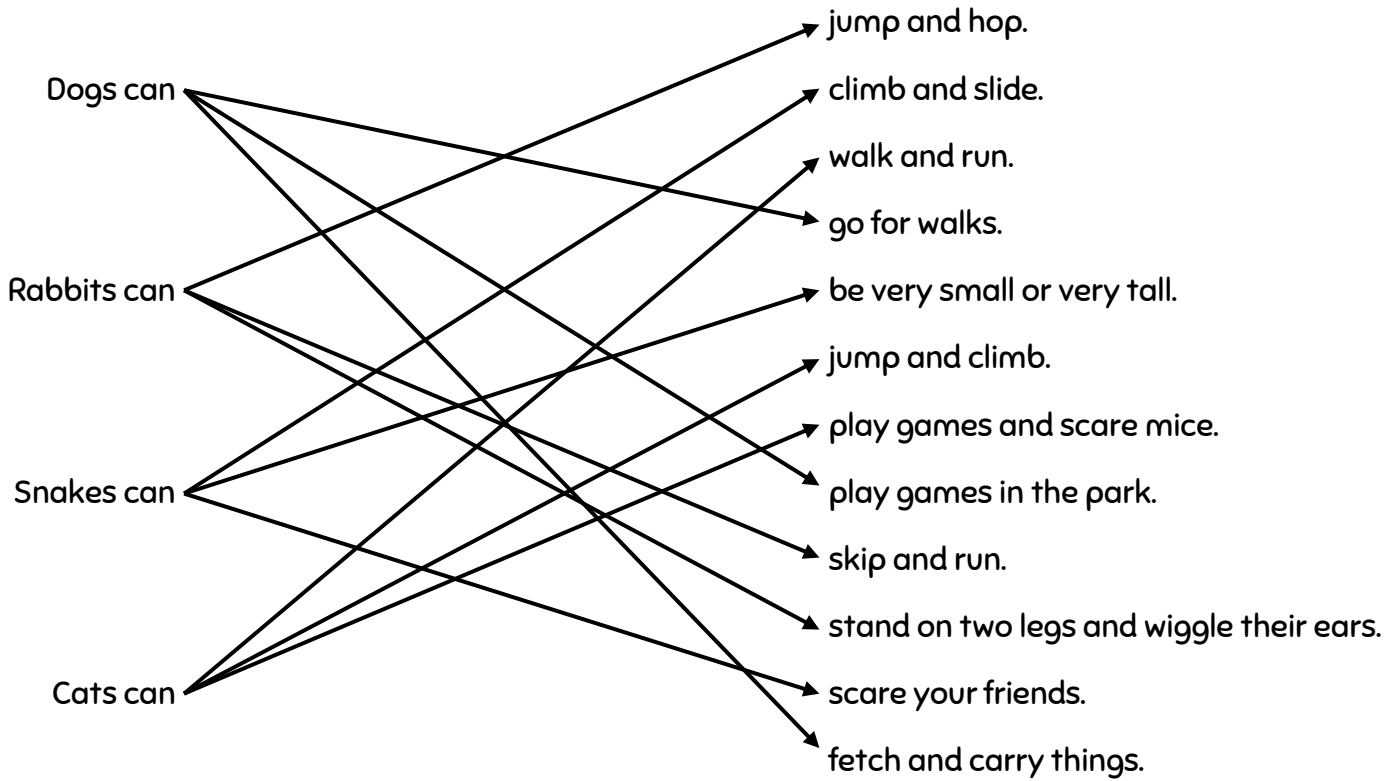 Dogs can
Rabbits can
Snakes can
Cats can
jump and hop.
climb and slide.
walk and run.
go for walks.
be very small or very tall.
jump and climb.
play games and scare mice.
play games in the park.
skip and run.
stand on two legs and wiggle their ears.
scare your friends.
fetch and carry things.